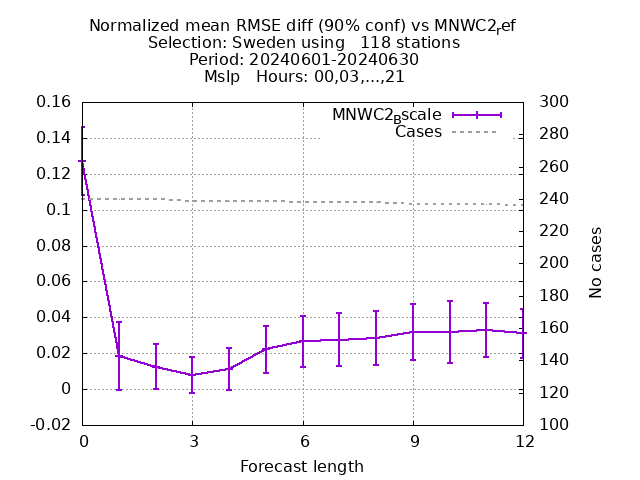 Normalized mean RMSE diff (90% conf) vs MNWC2ref
Selection: Sweden using   118 stations
Period: 20240601-20240630
Mslp   Hours: 00,03,...,21
MNWC2Bscale
Cases
0.16
0.14
0.12
0.1
0.08
0.06
0.04
0.02
0
-0.02
300
280
260
240
220
200
180
160
140
120
100
No cases
0 3 6 9 12
Forecast length